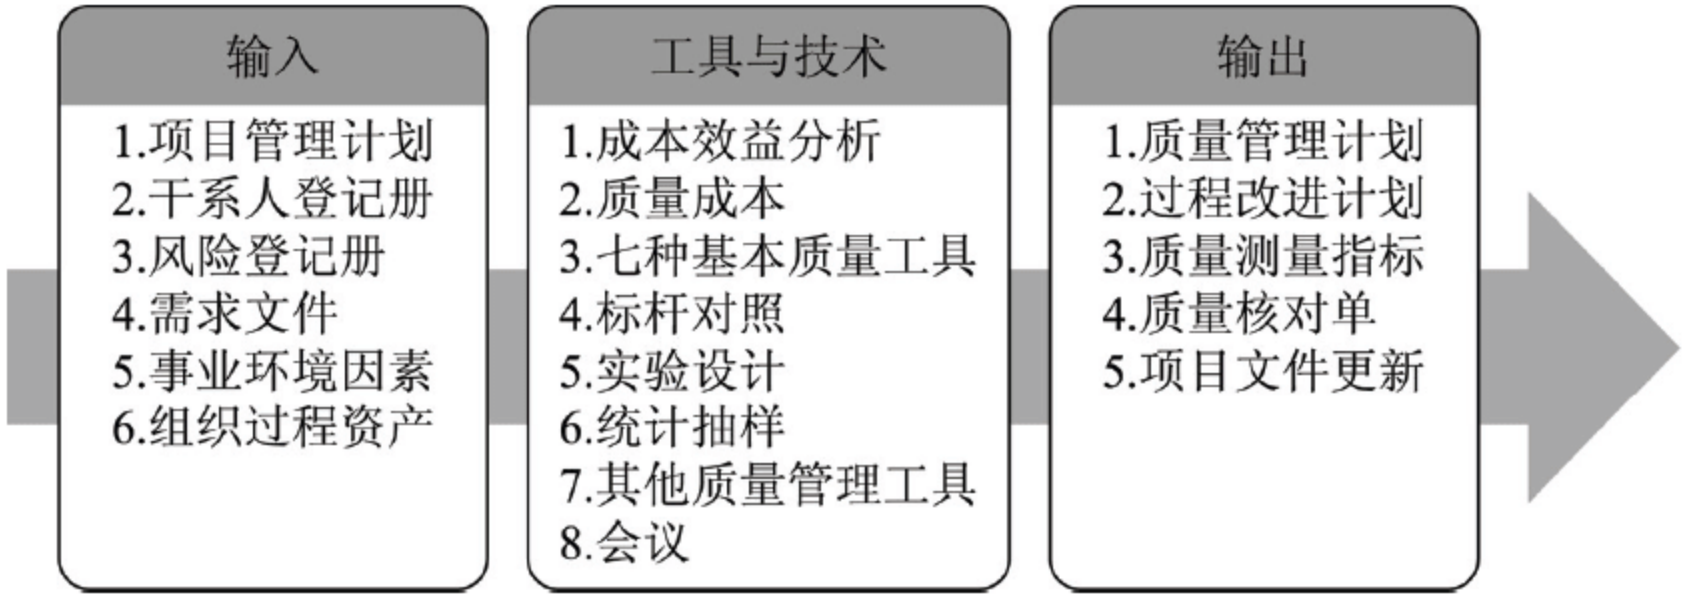 输入
1.项目管理计划
2.干系人登记册
3.风险登记册
4.需求文件
5.事业环境因素
6.组织过程资产
工具与技术
1.成本效益分析
2.质量成本
3.七种基本质量工具
4.标杆对照
5.实验设计
6.统计抽样
7.其他质量管理工具
8.会议
输出
1.质量管理计划
2.过程改进计划
3.质量测量指标
4.质量核对单
5.项目文件更新